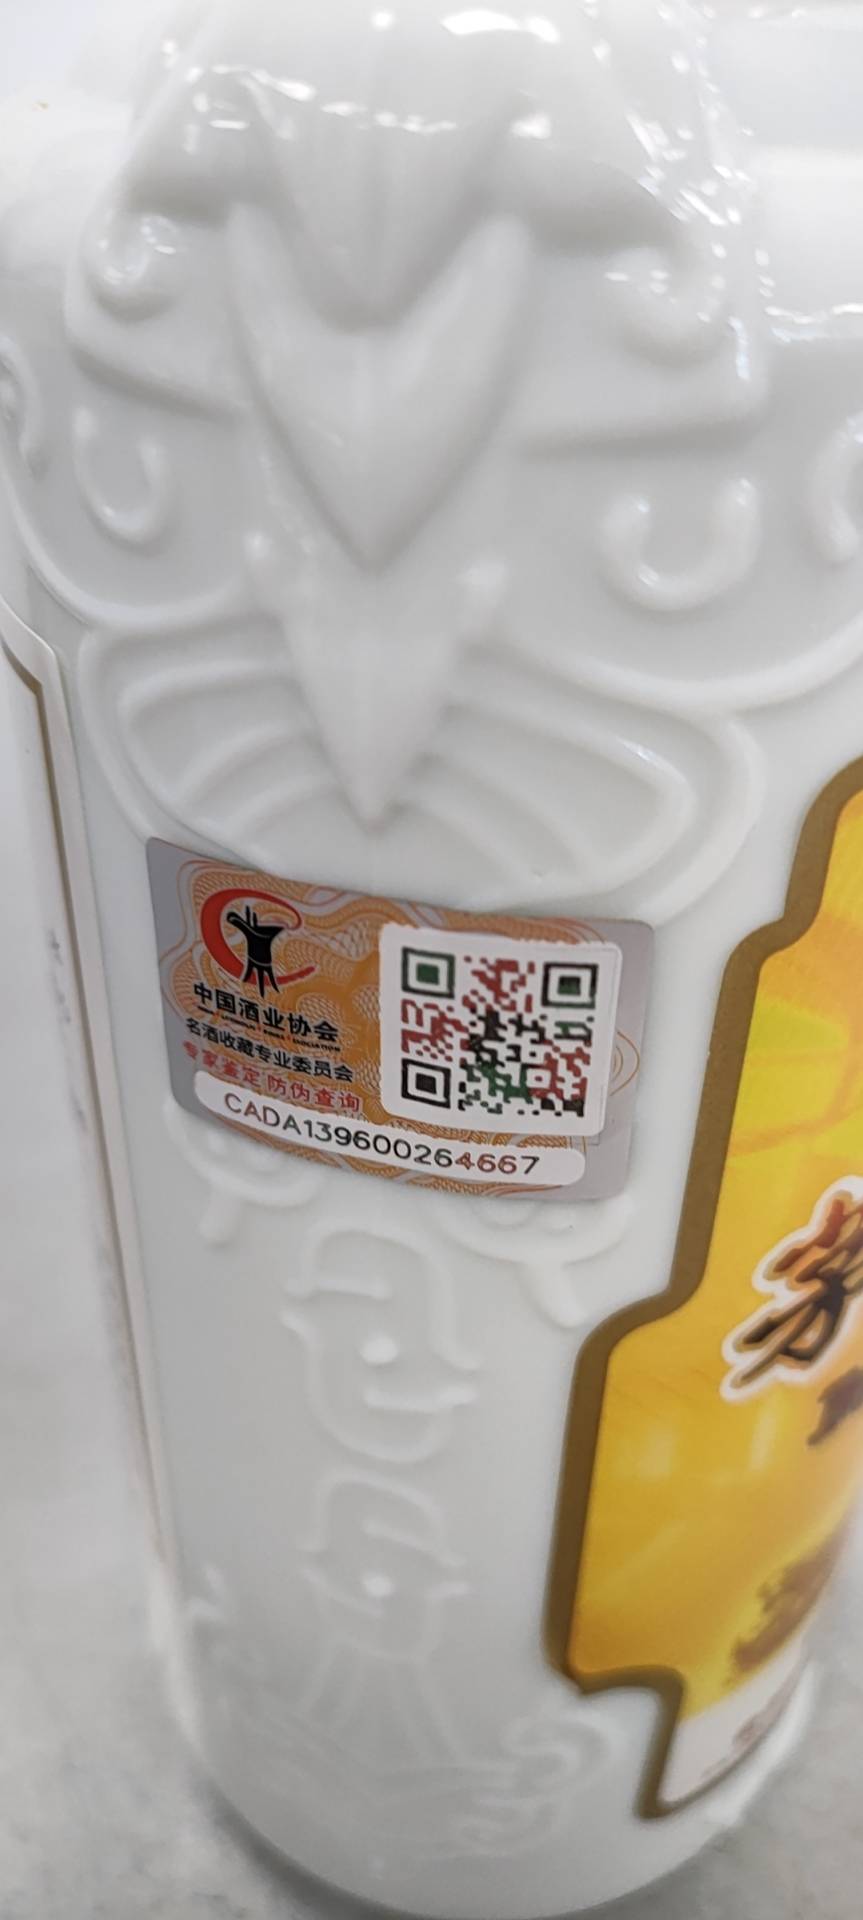 中国酒业协会
名酒收藏专业委员会
专家鉴定 防伪查询
CADA139600264667
茅